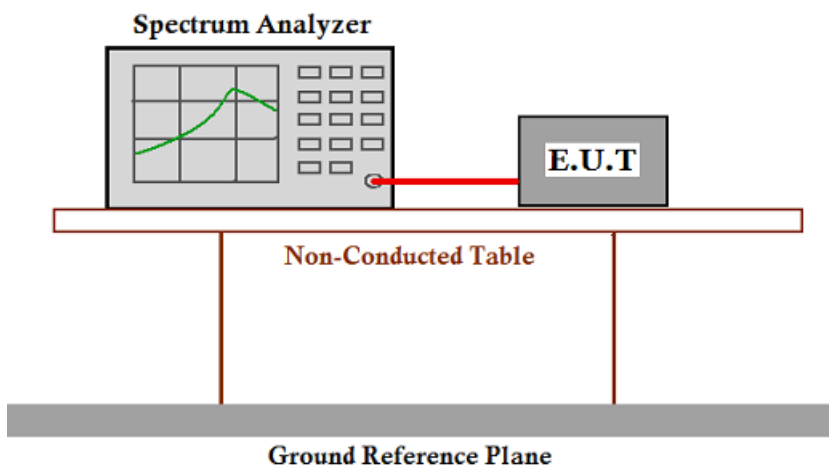 Spectrum Analyzer
E.U.T
Non-Conducted Table
Ground Reference Plane